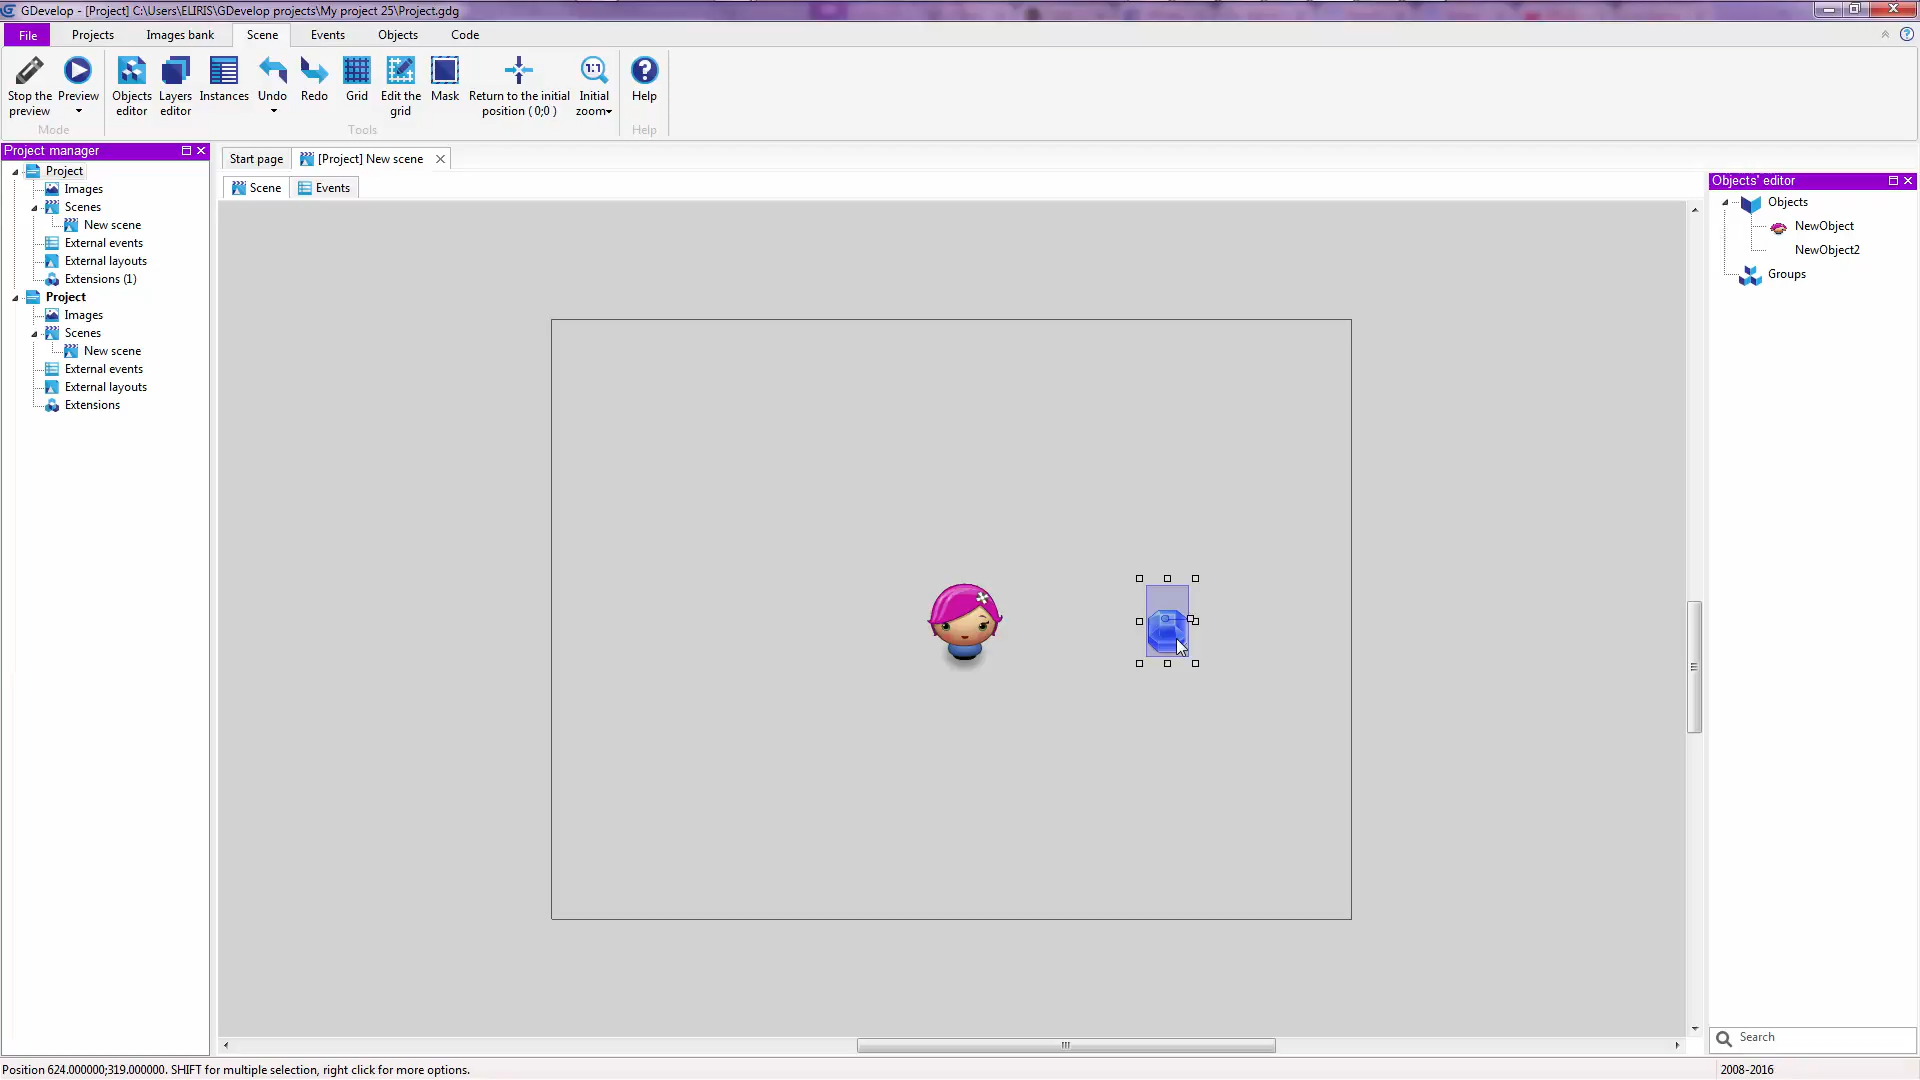 GDevelop - [Project] C:\Users\ELIRIS\GDevelop projects\My project 25\Project.gdg
File Projects Images bank Scene Events Objects Code
Stop the preview
Preview
Objects editor
Layers editor
Instances
Undo
Redo
Grid
Edit the grid
Mask
Return to the initial position ( 0;0 )
1:1
Initial zoom
Help
Mode
Tools
Help
Project manager
Project
Images
Scenes
New scene
External events
External layouts
Extensions (1)
Project
Images
Scenes
New scene
External events
External layouts
Extensions
Start page
[Project] New scene
Scene
Events
Objects' editor
Objects
NewObject
NewObject2
Groups
Search
Position 624.000000;319.000000. SHIFT for multiple selection, right click for more options.
2008-2016